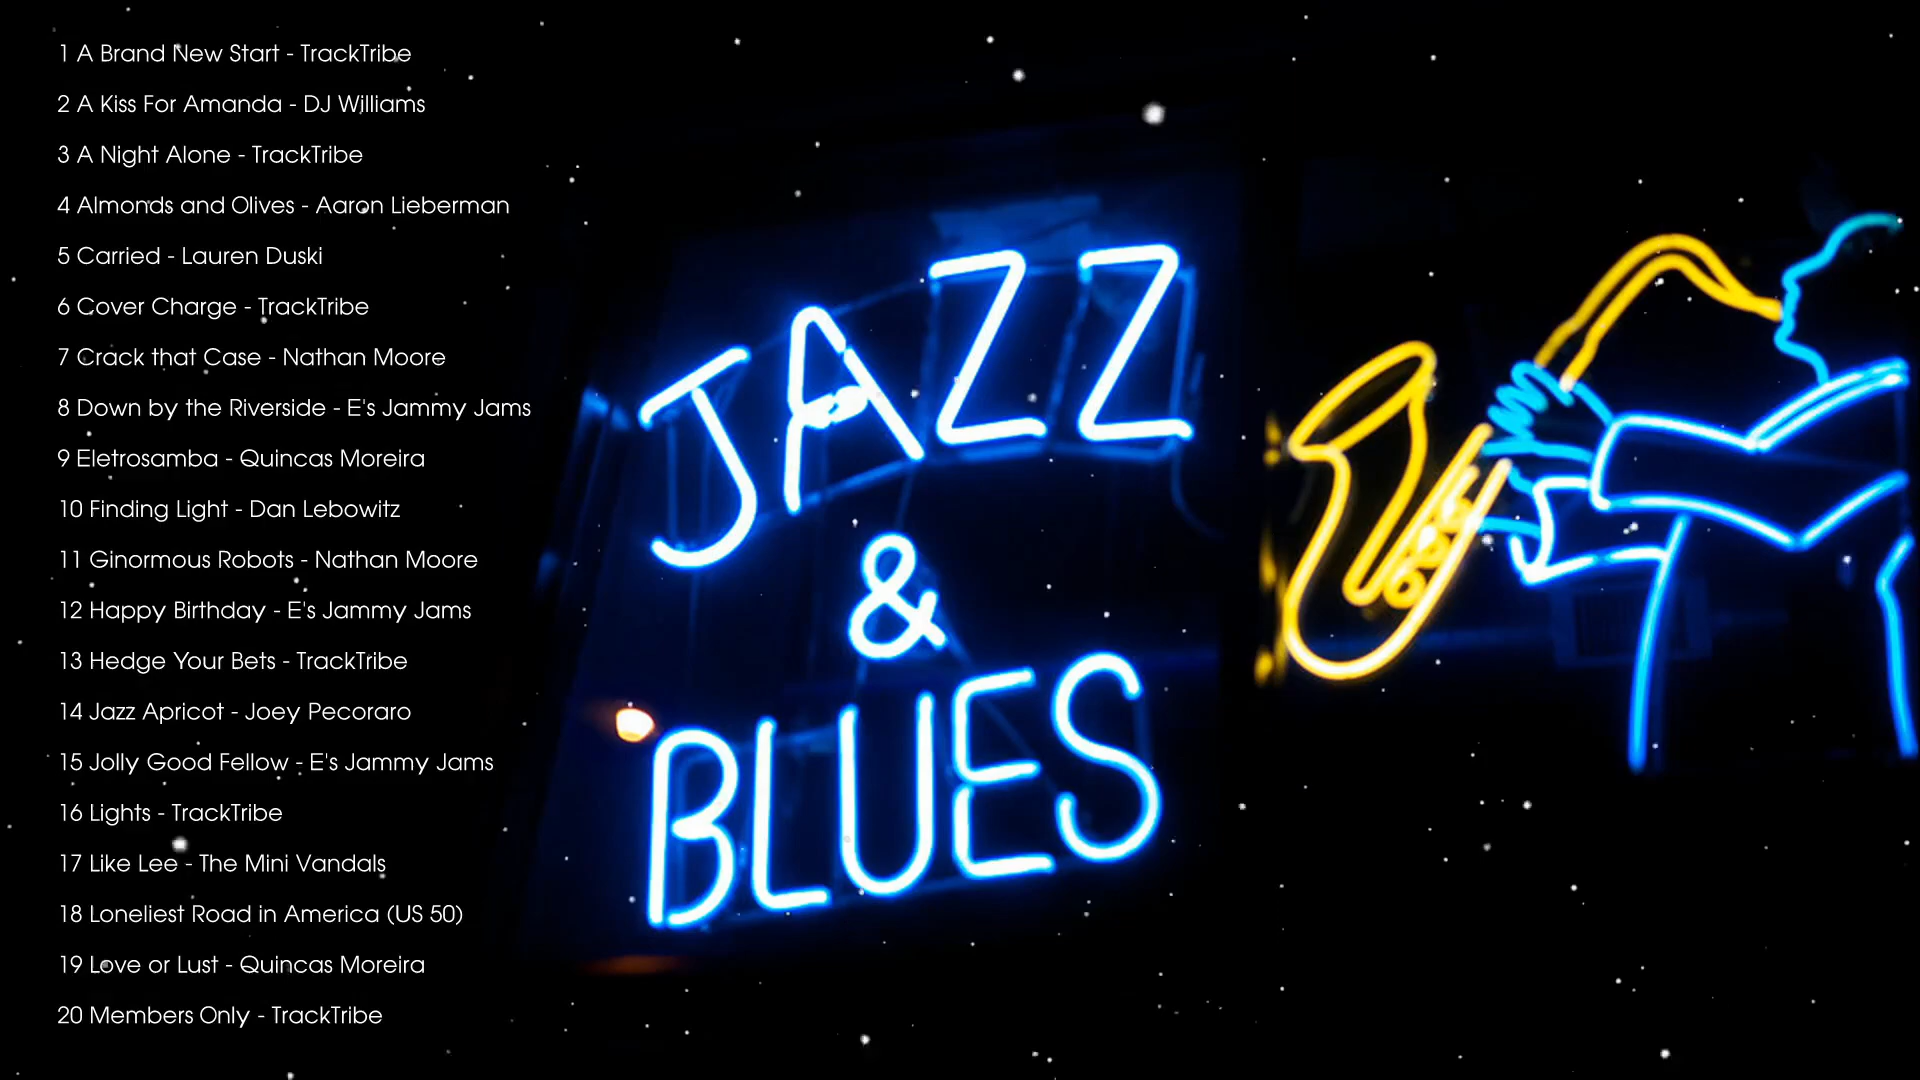 1 A Brand New Start - TrackTribe
2 A Kiss For Amanda - DJ Williams
3 A Night Alone - TrackTribe
4 Almonds and Olives - Aaron Lieberman
5 Carried - Lauren Duski
6 Cover Charge - TrackTribe
7 Crack that Case - Nathan Moore
8 Down by the Riverside - E's Jammy Jams
9 Eletrosamba - Quincas Moreira
10 Finding Light - Dan Lebowitz
11 Ginormous Robots - Nathan Moore
12 Happy Birthday - E's Jammy Jams
13 Hedge Your Bets - TrackTribe
14 Jazz Apricot - Joey Pecoraro
15 Jolly Good Fellow - E's Jammy Jams
16 Lights - TrackTribe
17 Like Lee - The Mini Vandals
18 Loneliest Road in America (US 50)
19 Love or Lust - Quincas Moreira
20 Members Only - TrackTribe
JAZZ
&
BLUES